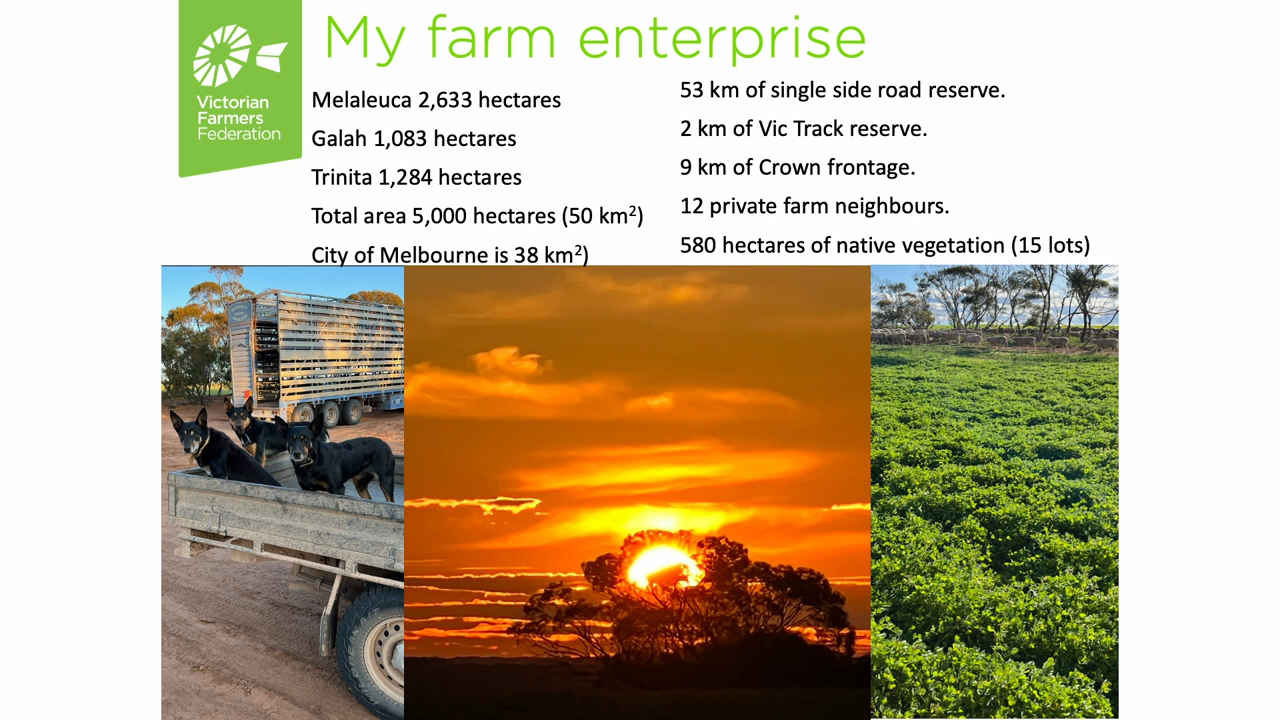 My farm enterprise
Victorian
Farmers
Federation
Melaleuca 2,633 hectares
Galah 1,083 hectares
Trinita 1,284 hectares
Total area 5,000 hectares (50 km²)
City of Melbourne is 38 km²)
53 km of single side road reserve.
2 km of Vic Track reserve.
9 km of Crown frontage.
12 private farm neighbours.
580 hectares of native vegetation (15 lots)